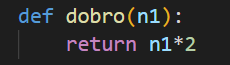 def dobro(n1):
    return n1*2